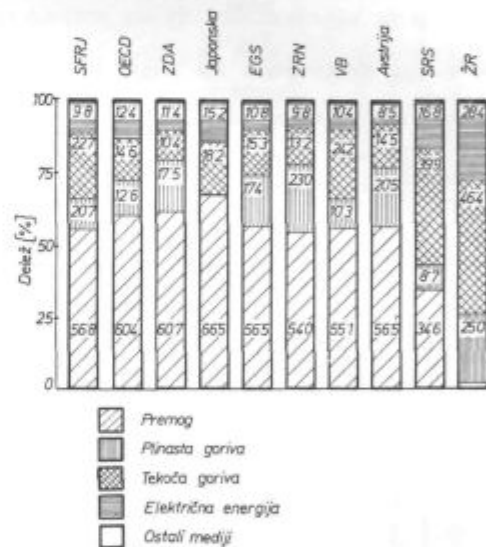 SFRJ OECD ZDA Japonska EGS ZRN VB Avstrija SRS ŽR
100 9.8 12.4 11.4 15.2 10.8 9.8 10.4 8.5 16.8 28.4
22.7 14.6 10.4 18.2 15.3 13.2 24.2 14.5 39.9 46.4
75 20.7 12.6 17.5 17.4 23.0 10.3 20.5 8.7 25.0
Delež [%]
50
56.8 60.4 60.7 66.5 56.5 54.0 55.1 56.5 34.6
25
0
Premog
Plinasta goriva
Tekoča goriva
Električna energija
Ostali mediji